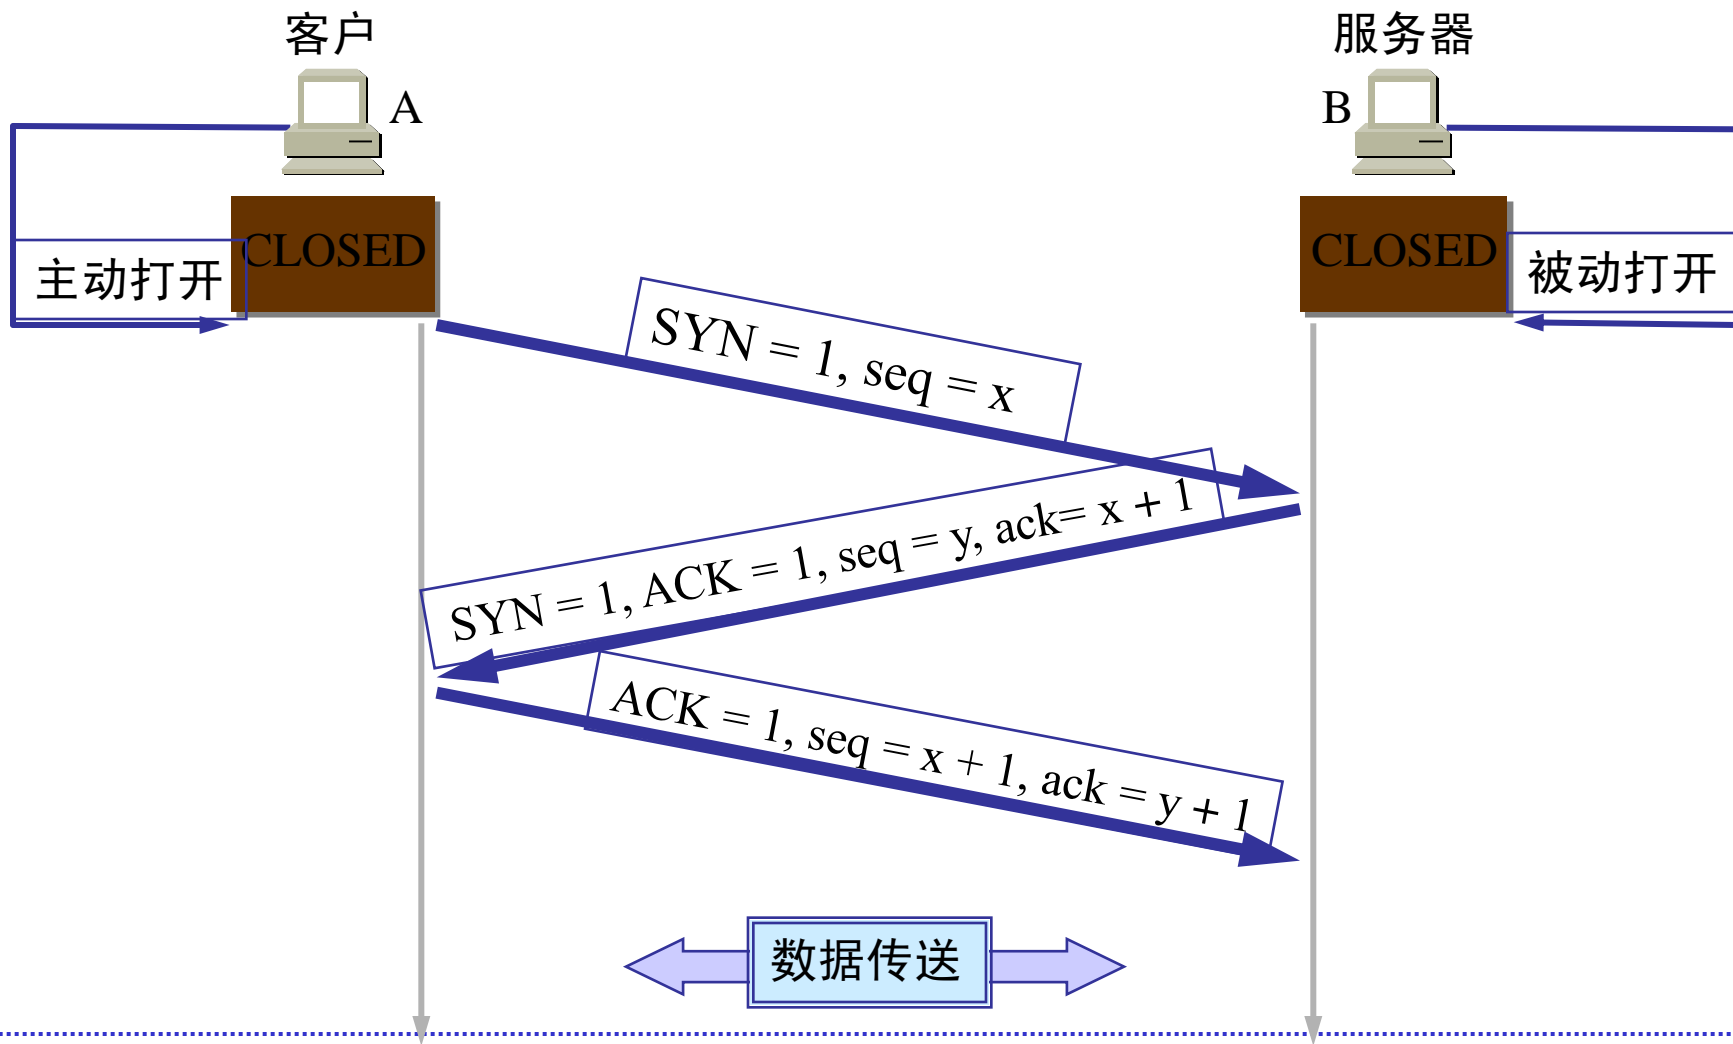 客户
服务器
A
B
CLOSED
CLOSED
主动打开
被动打开
SYN = 1, seq = x
SYN = 1, ACK = 1, seq = y, ack= x + 1
ACK = 1, seq = x + 1, ack = y + 1
数据传送